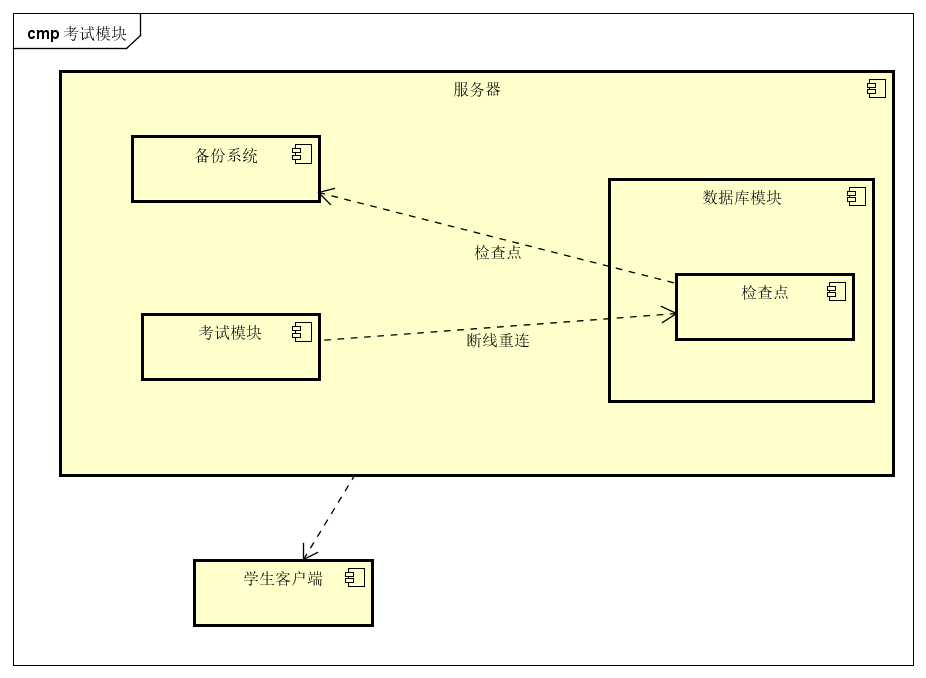 cmp 考试模块
服务器
备份系统
数据库模块
检查点
检查点
考试模块
断线重连
学生客户端